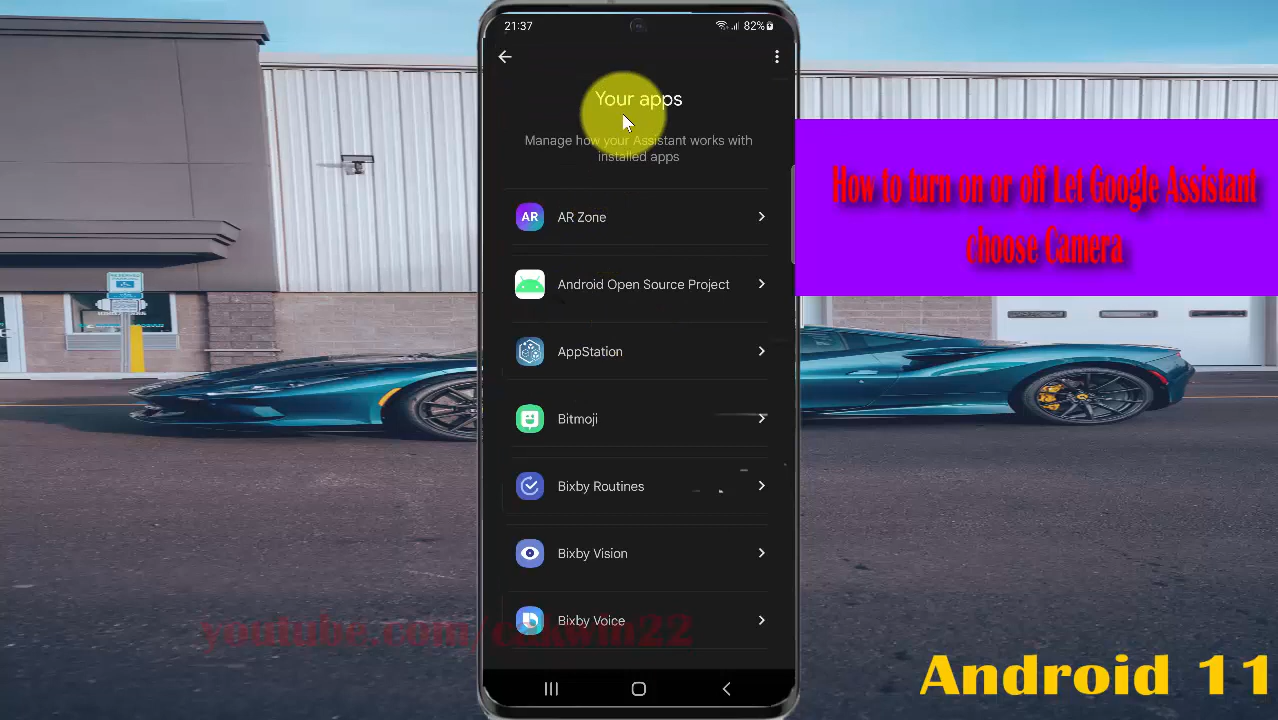 21:37
82%
Your apps
Manage how your Assistant works with
installed apps
AR
AR Zone
Android Open Source Project
AppStation
Bitmoji
Bixby Routines
Bixby Vision
Bixby Voice
How to turn on or off Let Google Assistant
choose Camera
Android 11